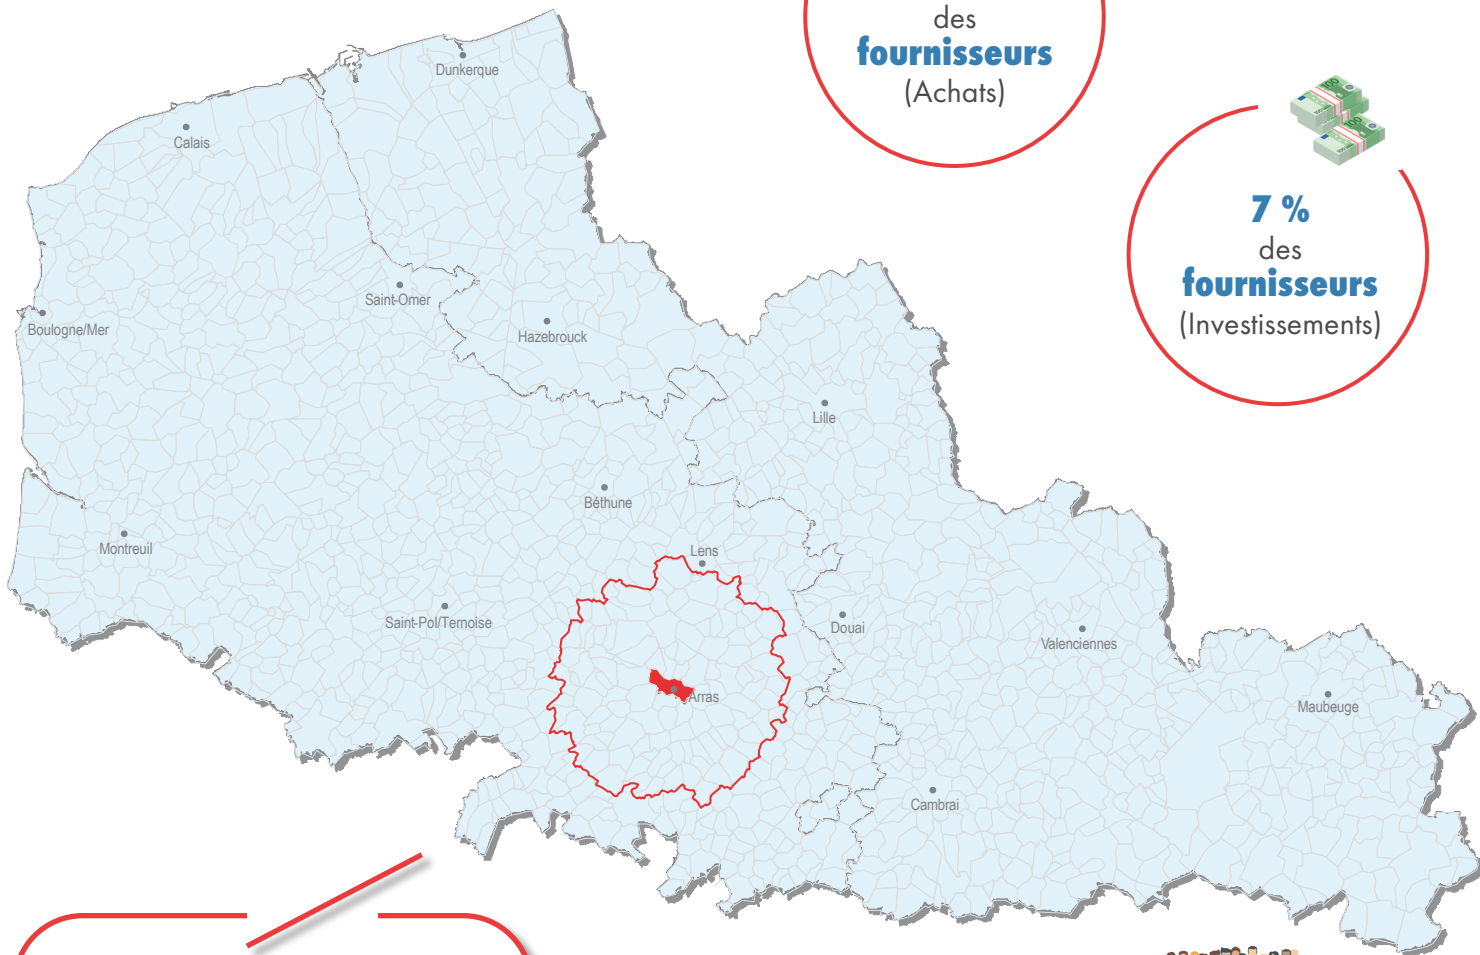 des
fournisseurs
(Achats)
7 %
des
fournisseurs
(Investissements)
Dunkerque
Calais
Saint-Omer
Boulogne/Mer
Hazebrouck
Lille
Béthune
Montreuil
Lens
Saint-Pol/Ternoise
Douai
Valenciennes
Arras
Maubeuge
Cambrai